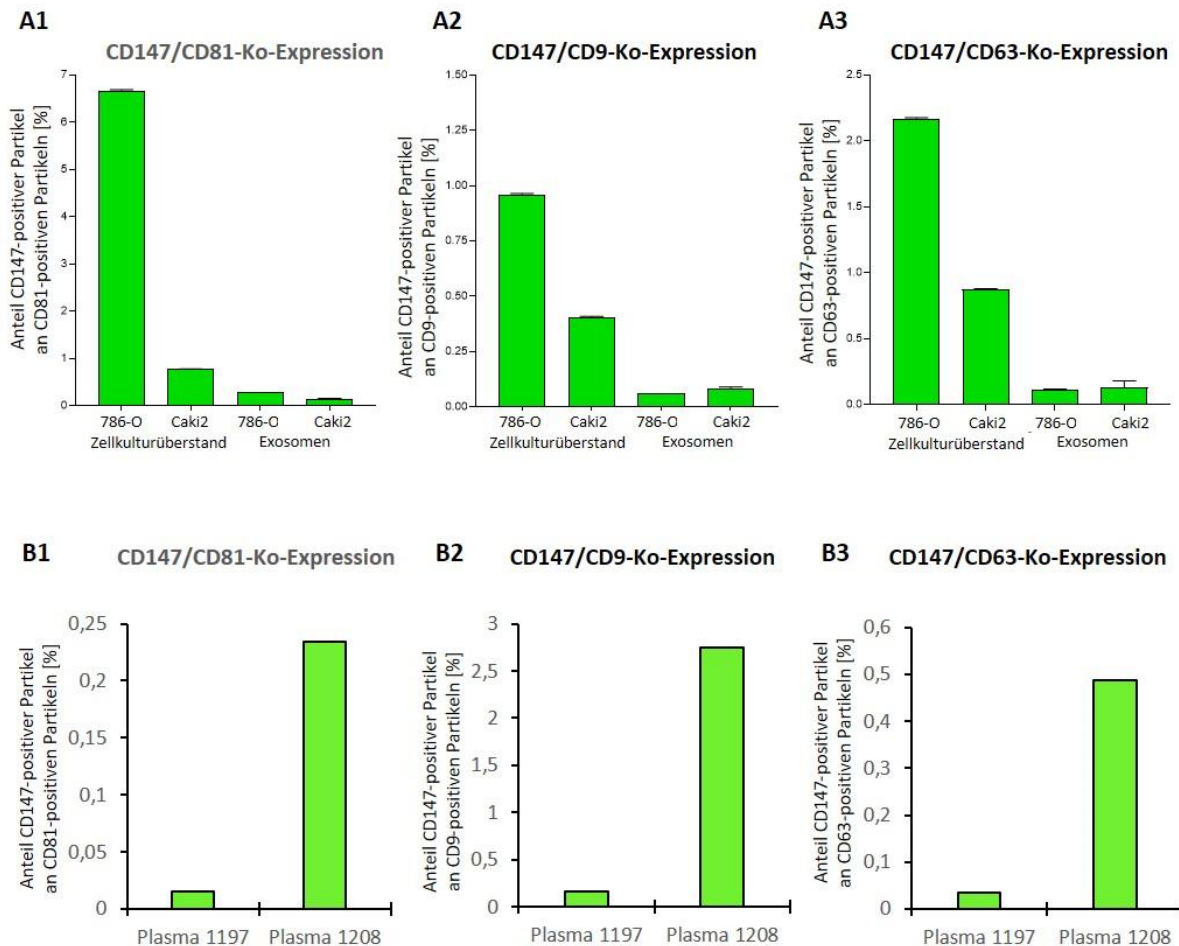 A1
CD147/CD81-Ko-Expression
Anteil CD147-positiver Partikel
an CD81-positiven Partikeln [%]
7
6
5
4
3
2
1
0
786-O Caki2 786-O Caki2
Zellkulturüberstand Exosomen
A2
CD147/CD9-Ko-Expression
Anteil CD147-positiver Partikel
an CD9-positiven Partikeln [%]
1.50
1.25
1.00
0.75
0.50
0.25
0.00
786-O Caki2 786-O Caki2
Zellkulturüberstand Exosomen
A3
CD147/CD63-Ko-Expression
Anteil CD147-positiver Partikel
an CD63-positiven Partikeln [%]
2.5
2.0
1.5
1.0
0.5
0.0
786-O Caki2 786-O Caki2
Zellkulturüberstand Exosomen
B1
CD147/CD81-Ko-Expression
Anteil CD147-positiver Partikel
an CD81-positiven Partikeln [%]
0,25
0,2
0,15
0,1
0,05
0
Plasma 1197 Plasma 1208
B2
CD147/CD9-Ko-Expression
Anteil CD147-positiver Partikel
an CD9-positiven Partikeln [%]
3
2,5
2
1,5
1
0,5
0
Plasma 1197 Plasma 1208
B3
CD147/CD63-Ko-Expression
Anteil CD147-positiver Partikel
an CD63-positiven Partikeln [%]
0,6
0,5
0,4
0,3
0,2
0,1
0
Plasma 1197 Plasma 1208